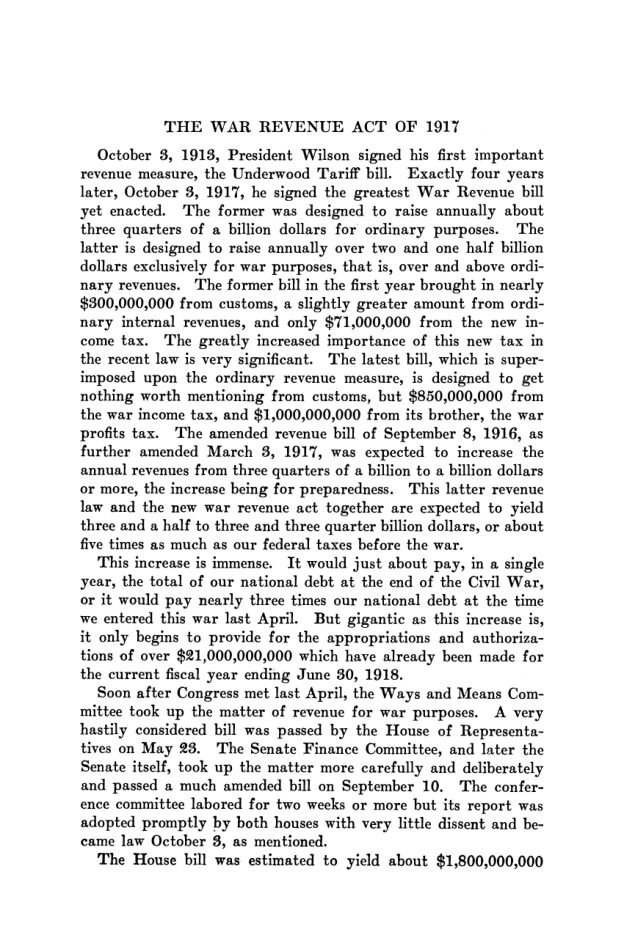 THE WAR REVENUE ACT OF 1917
October 3, 1913, President Wilson signed his first important
revenue measure, the Underwood Tariff bill. Exactly four years
later, October 3, 1917, he signed the greatest War Revenue bill
yet enacted. The former was designed to raise annually about
three quarters of a billion dollars for ordinary purposes. The
latter is designed to raise annually over two and one half billion
dollars exclusively for war purposes, that is, over and above ordi-
nary revenues. The former bill in the first year brought in nearly
$300,000,000 from customs, a slightly greater amount from ordi-
nary internal revenues, and only $71,000,000 from the new in-
come tax. The greatly increased importance of this new tax in
the recent law is very significant. The latest bill, which is super-
imposed upon the ordinary revenue measure, is designed to get
nothing worth mentioning from customs, but $850,000,000 from
the war income tax, and $1,000,000,000 from its brother, the war
profits tax. The amended revenue bill of September 8, 1916, as
further amended March 3, 1917, was expected to increase the
annual revenues from three quarters of a billion to a billion dollars
or more, the increase being for preparedness. This latter revenue
law and the new war revenue act together are expected to yield
three and a half to three and three quarter billion dollars, or about
five times as much as our federal taxes before the war.
This increase is immense. It would just about pay, in a single
year, the total of our national debt at the end of the Civil War,
or it would pay nearly three times our national debt at the time
we entered this war last April. But gigantic as this increase is,
it only begins to provide for the appropriations and authoriza-
tions of over $21,000,000,000 which have already been made for
the current fiscal year ending June 30, 1918.
Soon after Congress met last April, the Ways and Means Com-
mittee took up the matter of revenue for war purposes. A very
hastily considered bill was passed by the House of Representa-
tives on May 23. The Senate Finance Committee, and later the
Senate itself, took up the matter more carefully and deliberately
and passed a much amended bill on September 10. The confer-
ence committee labored for two weeks or more but its report was
adopted promptly by both houses with very little dissent and be-
came law October 3, as mentioned.
The House bill was estimated to yield about $1,800,000,000